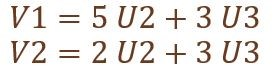 V1 = 5 U2 + 3 U3
V2 = 2 U2 + 3 U3